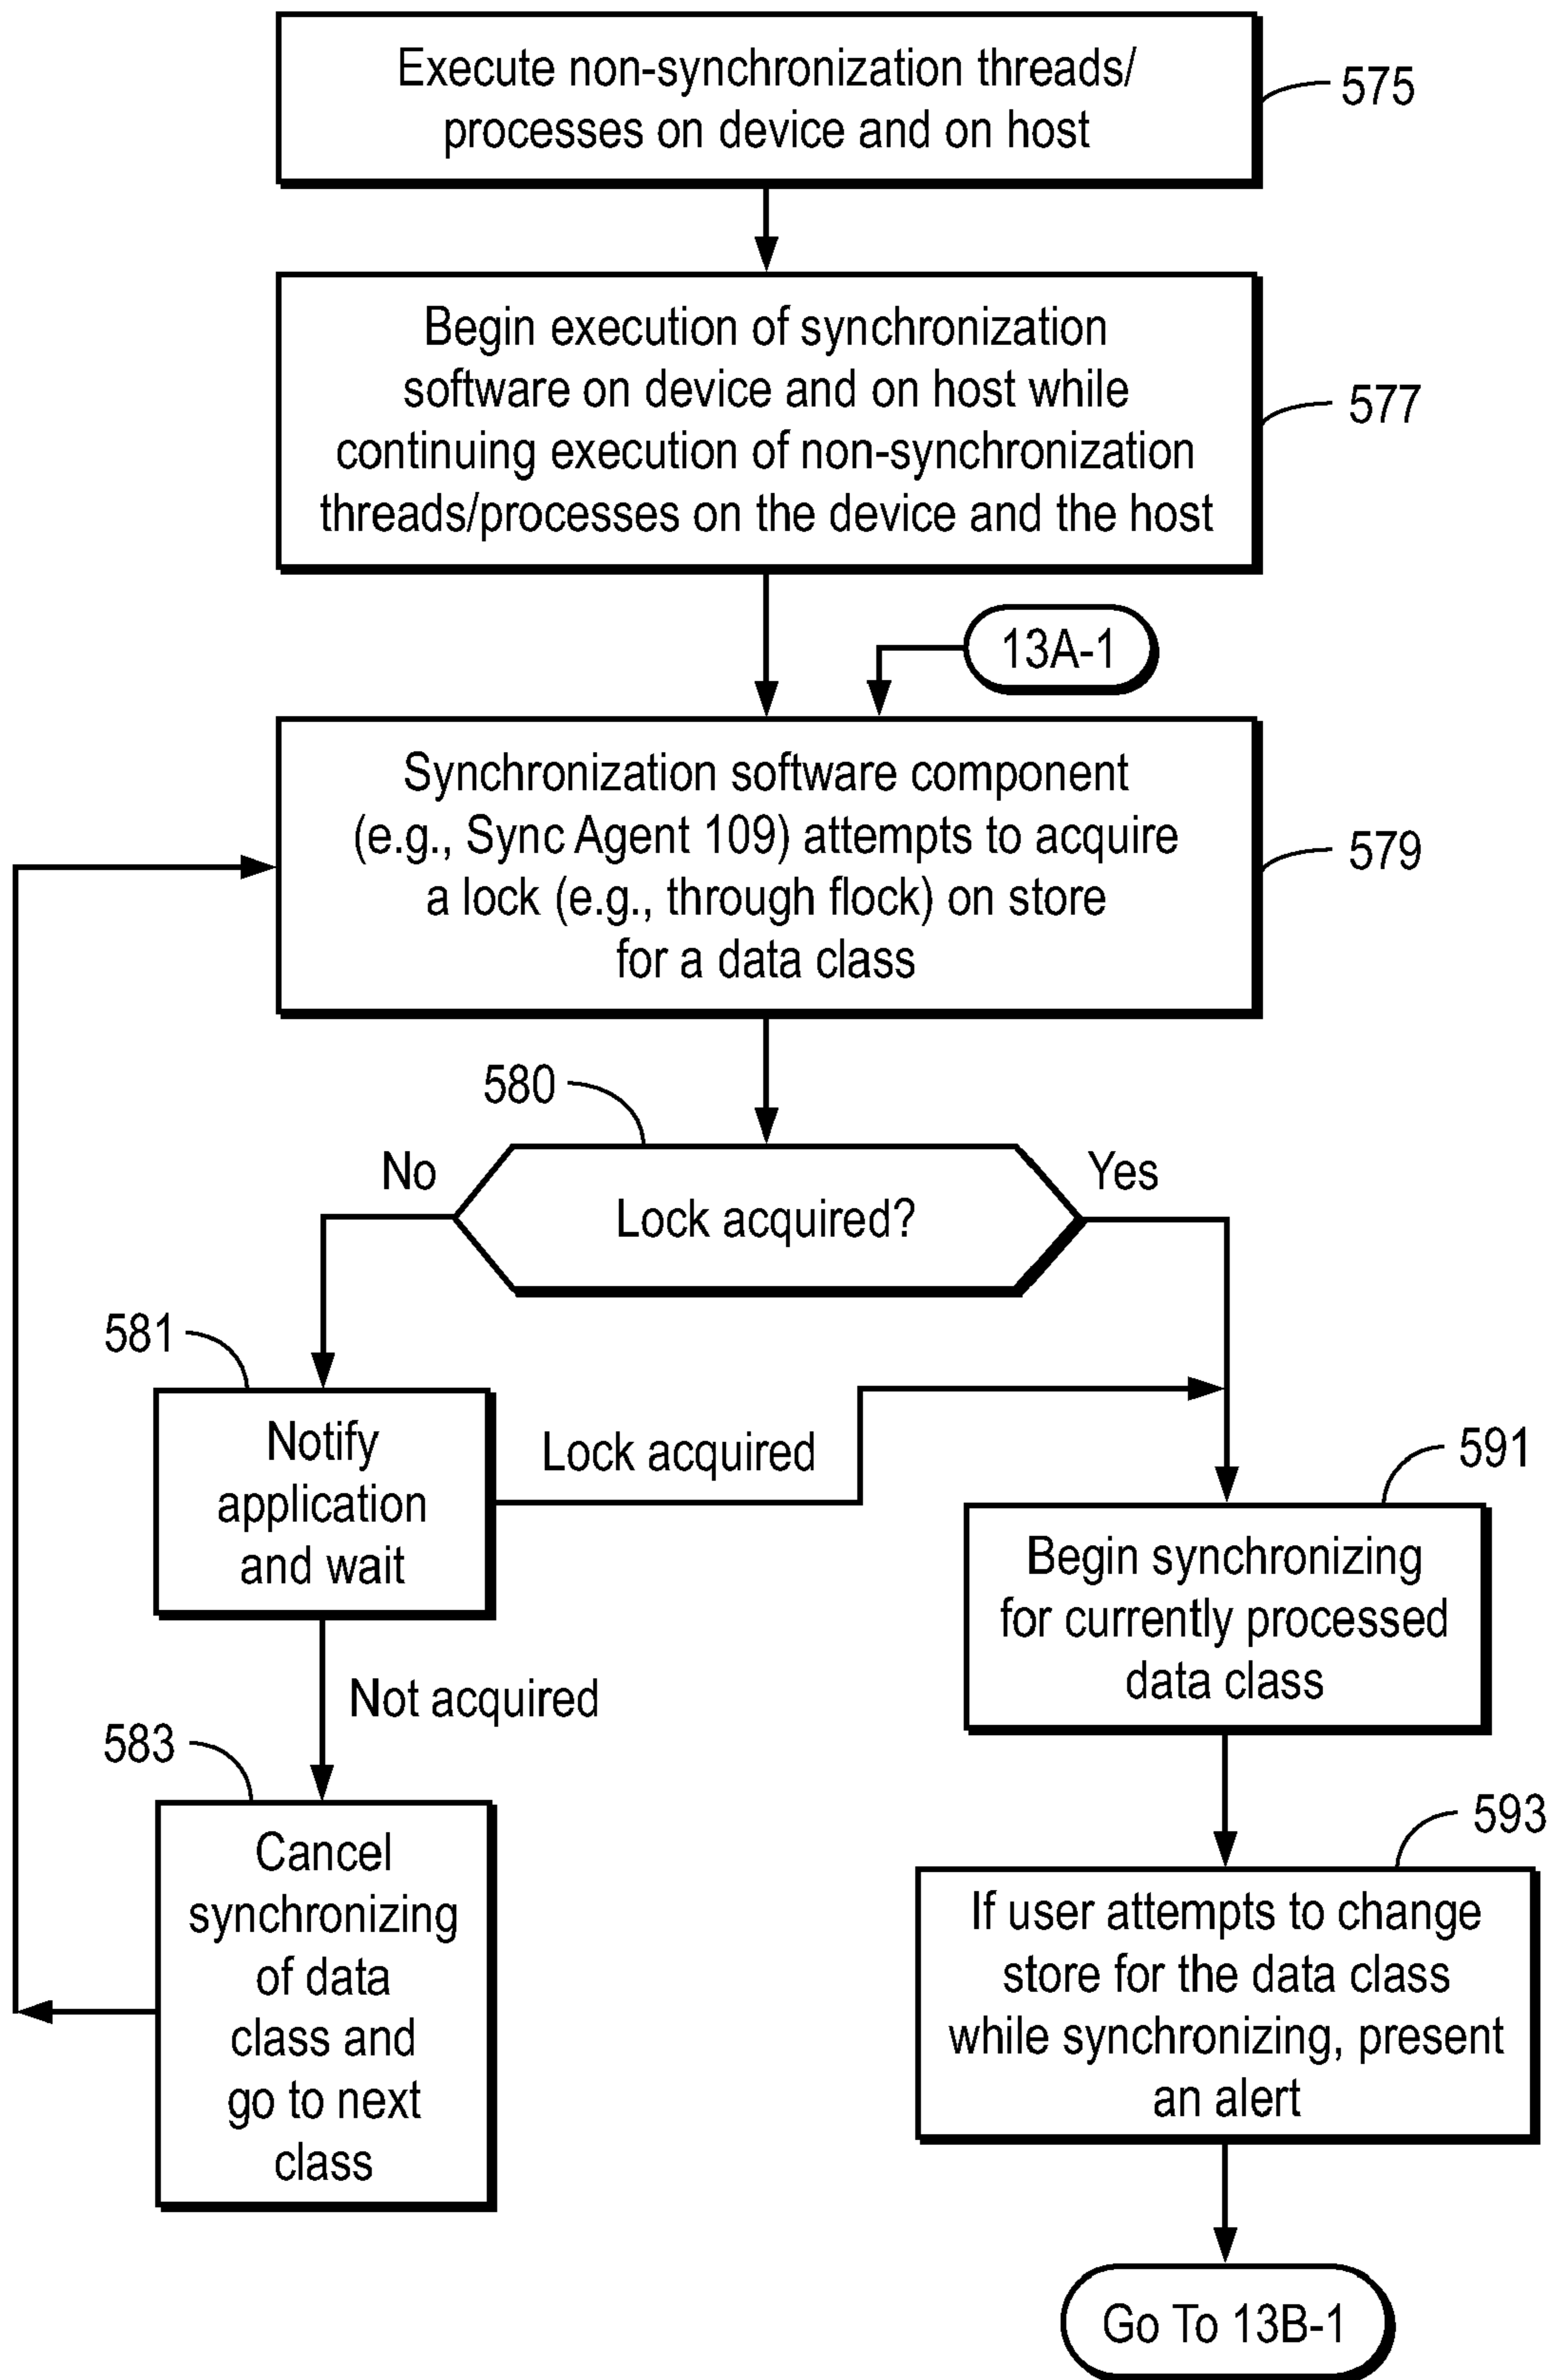 Execute non-synchronization threads/
processes on device and on host
575
Begin execution of synchronization
software on device and on host while
continuing execution of non-synchronization
threads/processes on the device and the host
577
13A-1
Synchronization software component
(e.g., Sync Agent 109) attempts to acquire
a lock (e.g., through flock) on store
for a data class
579
580
No
Lock acquired?
Yes
581
Notify
application
and wait
Lock acquired
591
Begin synchronizing
for currently processed
data class
Not acquired
583
Cancel
synchronizing
of data
class and
go to next
class
593
If user attempts to change
store for the data class
while synchronizing, present
an alert
Go To 13B-1